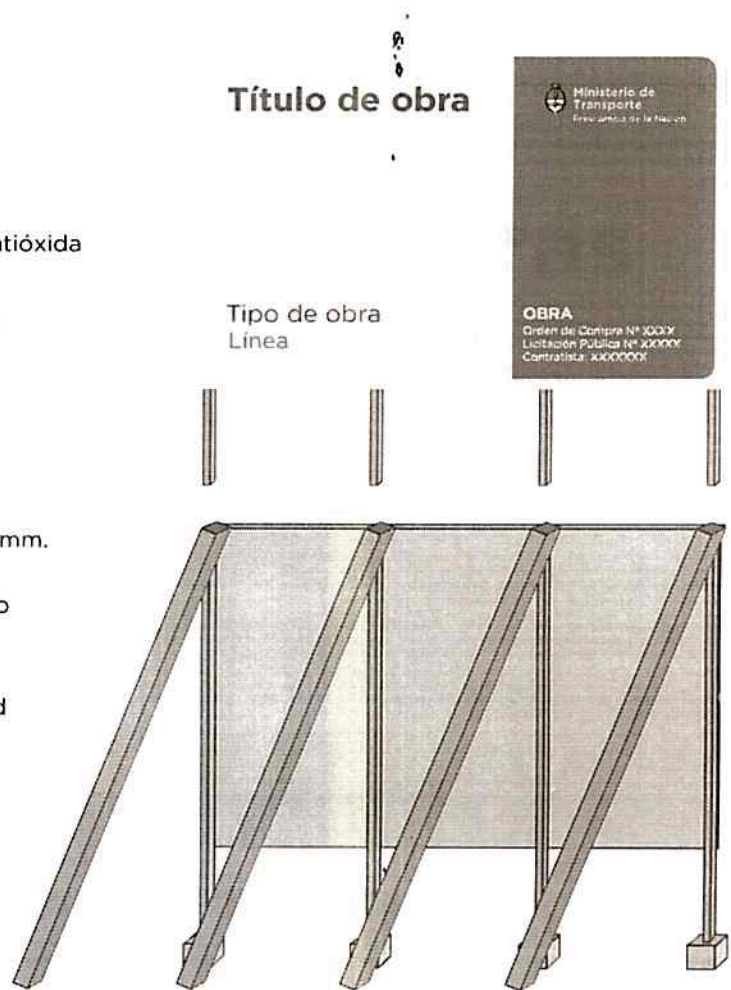 Título de obra
Ministerio de
Transporte
Presidencia de la Nación
ntióxida
Tipo de obra
Línea
OBRA
Orden de Compra Nº XXXX
Licitación Pública Nº XXXXX
Contratista: XXXXXXX
mm.
o
d